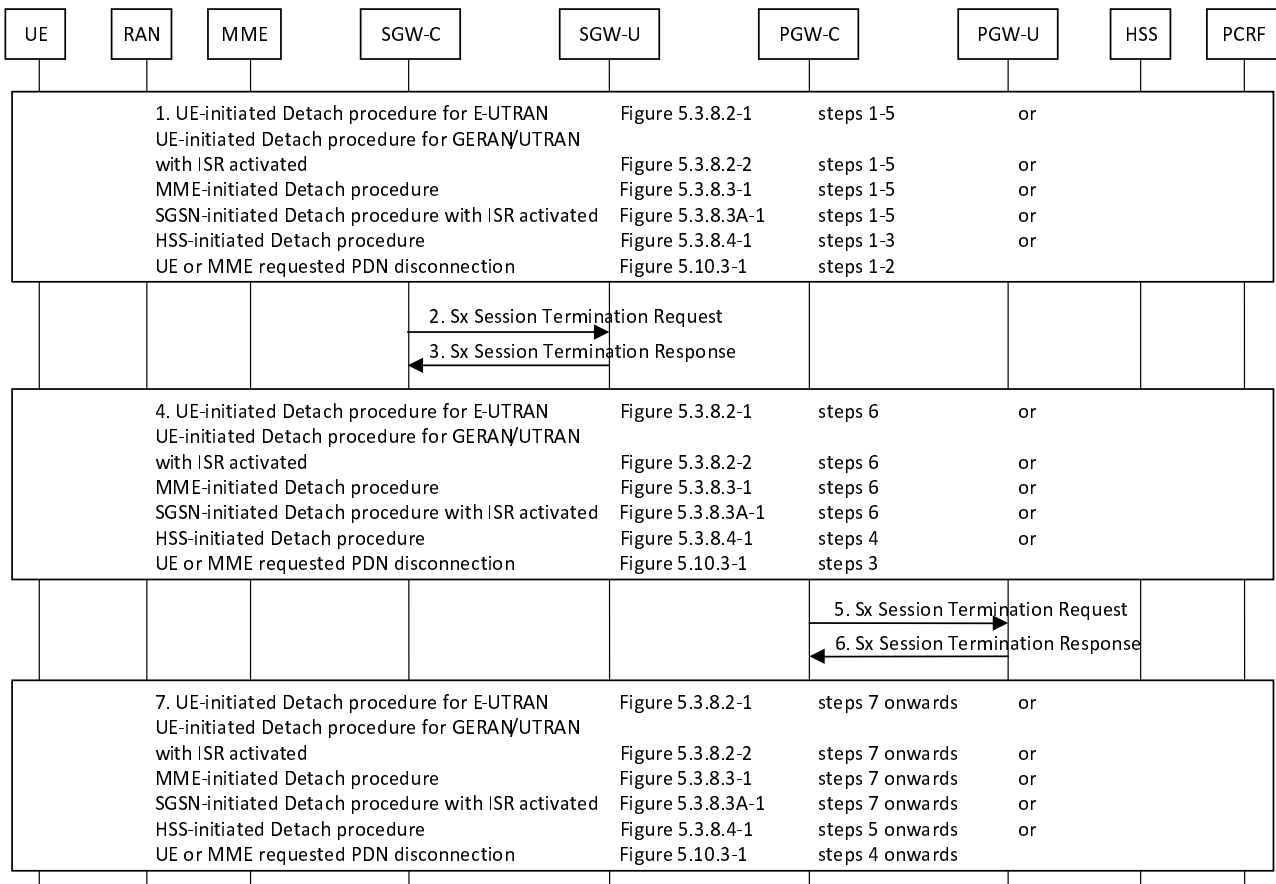 UE RAN MME SGW-C SGW-U PGW-C PGW-U HSS PCRF
1. UE-initiated Detach procedure for E-UTRAN Figure 5.3.8.2-1 steps 1-5 or
UE-initiated Detach procedure for GERAN/UTRAN
with ISR activated Figure 5.3.8.2-2 steps 1-5 or
MME-initiated Detach procedure Figure 5.3.8.3-1 steps 1-5 or
SGSN-initiated Detach procedure with ISR activated Figure 5.3.8.3A-1 steps 1-5 or
HSS-initiated Detach procedure Figure 5.3.8.4-1 steps 1-3 or
UE or MME requested PDN disconnection Figure 5.10.3-1 steps 1-2
2. Sx Session Termination Request
3. Sx Session Termination Response
4. UE-initiated Detach procedure for E-UTRAN Figure 5.3.8.2-1 steps 6 or
UE-initiated Detach procedure for GERAN/UTRAN
with ISR activated Figure 5.3.8.2-2 steps 6 or
MME-initiated Detach procedure Figure 5.3.8.3-1 steps 6 or
SGSN-initiated Detach procedure with ISR activated Figure 5.3.8.3A-1 steps 6 or
HSS-initiated Detach procedure Figure 5.3.8.4-1 steps 4 or
UE or MME requested PDN disconnection Figure 5.10.3-1 steps 3
5. Sx Session Termination Request
6. Sx Session Termination Response
7. UE-initiated Detach procedure for E-UTRAN Figure 5.3.8.2-1 steps 7 onwards or
UE-initiated Detach procedure for GERAN/UTRAN
with ISR activated Figure 5.3.8.2-2 steps 7 onwards or
MME-initiated Detach procedure Figure 5.3.8.3-1 steps 7 onwards or
SGSN-initiated Detach procedure with ISR activated Figure 5.3.8.3A-1 steps 7 onwards or
HSS-initiated Detach procedure Figure 5.3.8.4-1 steps 5 onwards or
UE or MME requested PDN disconnection Figure 5.10.3-1 steps 4 onwards